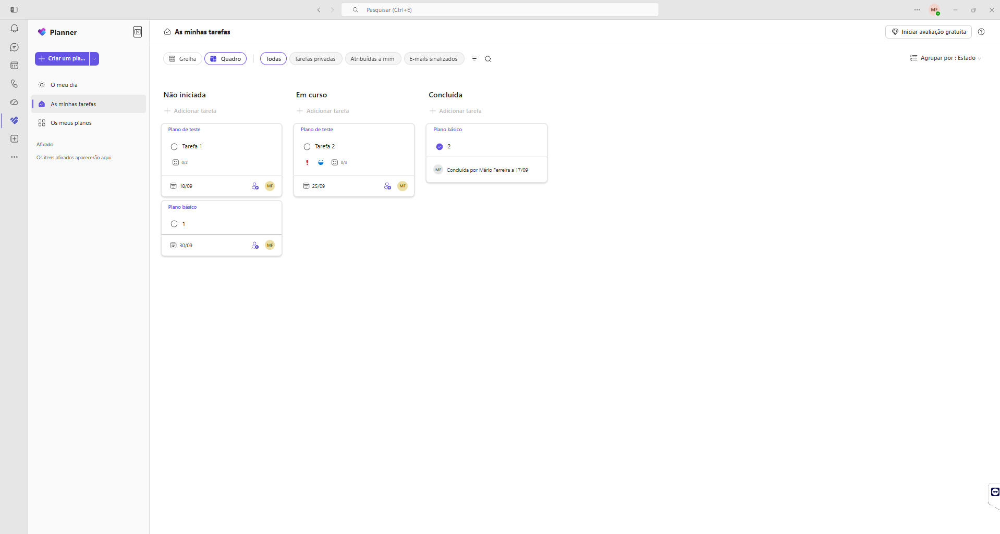 Pesquisar (Ctrl+E)
MF
Planner
As minhas tarefas
Iniciar avaliação gratuita
Criar um pla...
Grelha
Quadro
Todas
Tarefas privadas
Atribuídas a mim
E-mails sinalizados
Agrupar por : Estado
O meu dia
As minhas tarefas
Os meus planos
Afixado
Os itens afixados aparecerão aqui.
Não iniciada
Adicionar tarefa
Plano de teste
Tarefa 1
0/2
18/09
MF
Plano básico
1
30/09
MF
Em curso
Adicionar tarefa
Plano de teste
Tarefa 2
0/3
25/09
MF
Concluída
Adicionar tarefa
Plano básico
2
MF Concluída por Mário Ferreira a 17/09